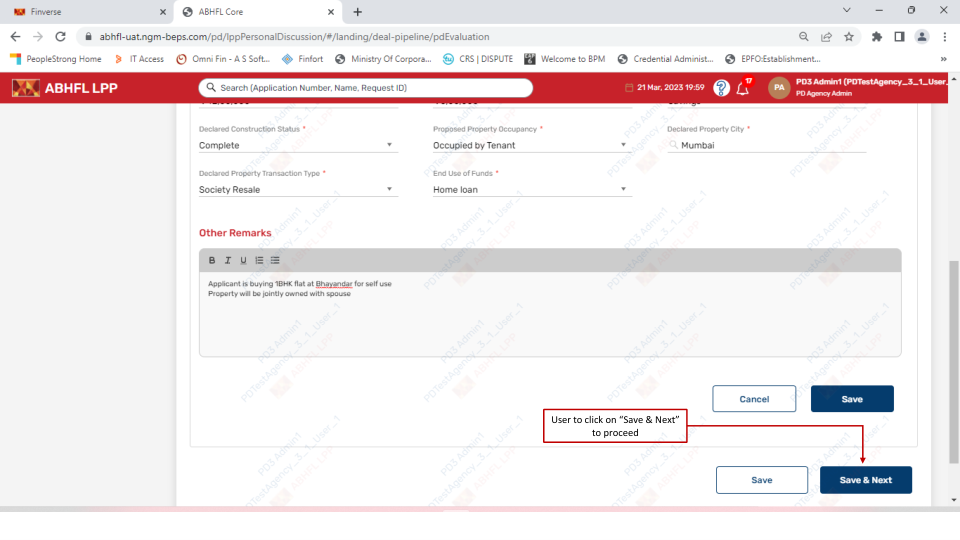 Finverse
ABHFL Core
abhfl-uat.ngm-beps.com/pd/lppPersonalDiscussion/#/landing/deal-pipeline/pdEvaluation
PeopleStrong Home
IT Access
Omni Fin - A S Soft...
Finfort
Ministry Of Corpora...
CRS | DISPUTE
Welcome to BPM
Credential Administ...
EPFO:Establishment...
»
ABHFL LPP
Search (Application Number, Name, Request ID)
21 Mar, 2023 19:59
17
PA
PD3 Admin1 (PDTestAgency_3_1_User_
PD Agency Admin
Declared Construction Status *
Proposed Property Occupancy *
Declared Property City *
Complete
Occupied by Tenant
Mumbai
Declared Property Transaction Type *
End Use of Funds *
Society Resale
Home loan
Other Remarks
B I U
Applicant is buying 1BHK flat at Bhayandar for self use
Property will be jointly owned with spouse
Cancel
Save
User to click on “Save & Next”
to proceed
Save
Save & Next